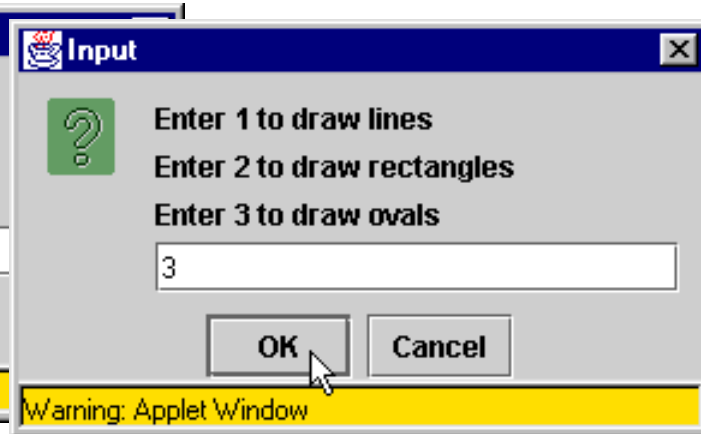 Input
Enter 1 to draw lines
Enter 2 to draw rectangles
Enter 3 to draw ovals
3
OK Cancel
Warning: Applet Window